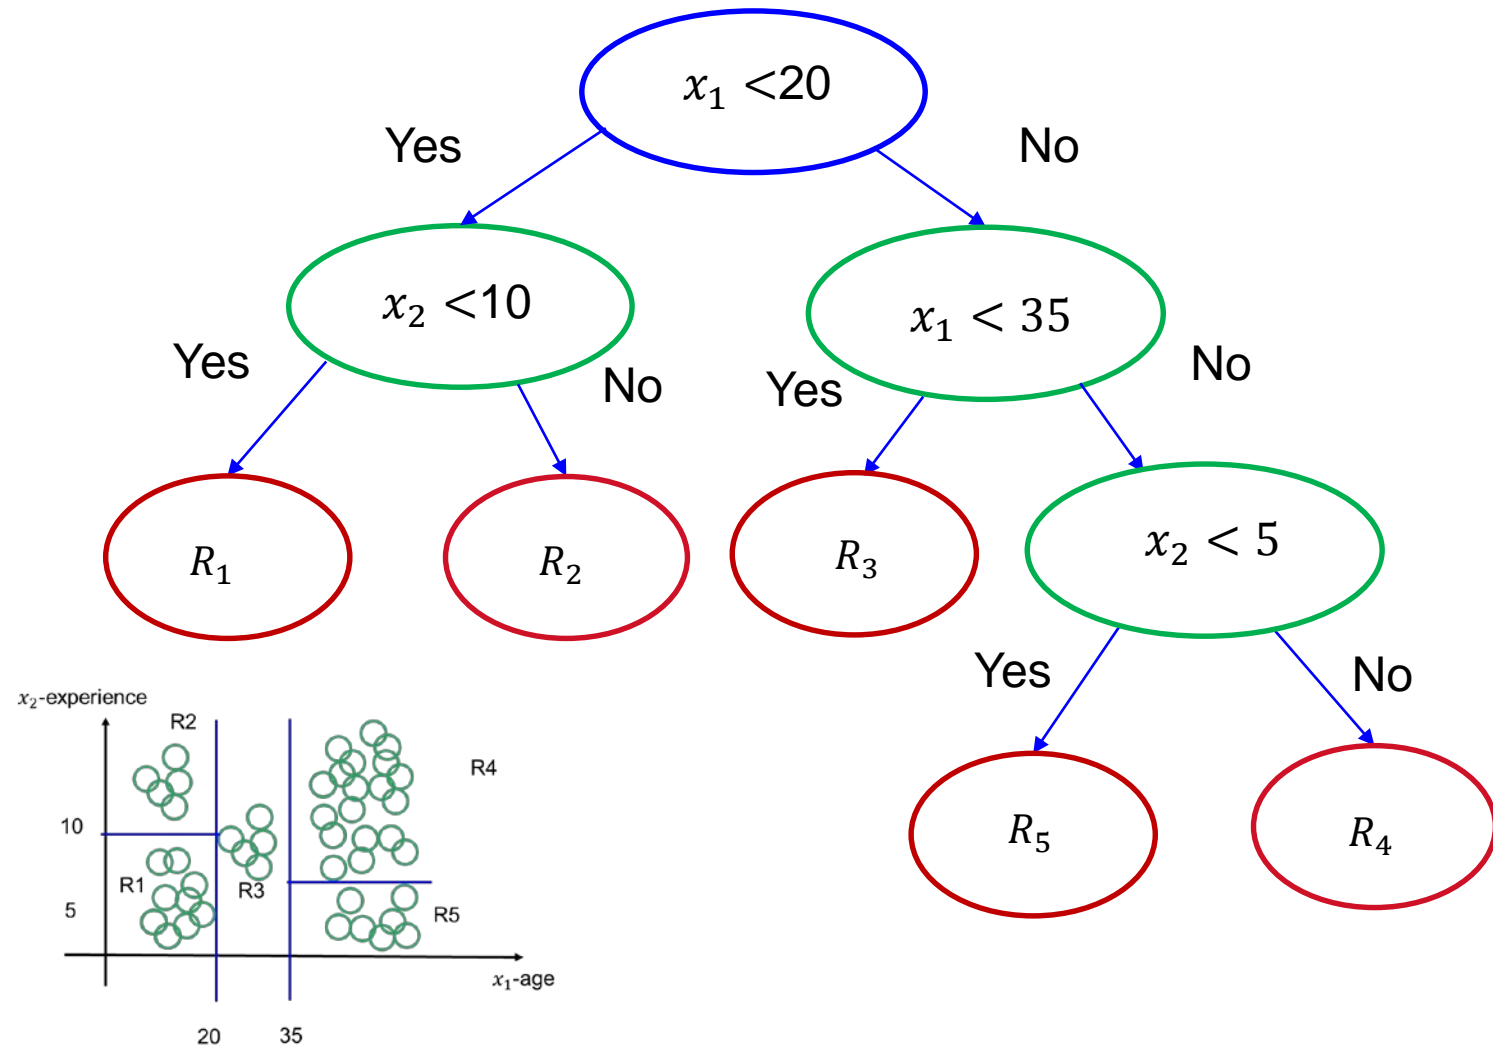 x₁ <20
Yes
No
x₂ <10
x₁ < 35
Yes
No
Yes
No
R₁
R₂
R₃
x₂ < 5
Yes
No
R₅
R₄
x₂-experience
R2
R4
10
R1
R3
5
R5
x₁-age
20
35